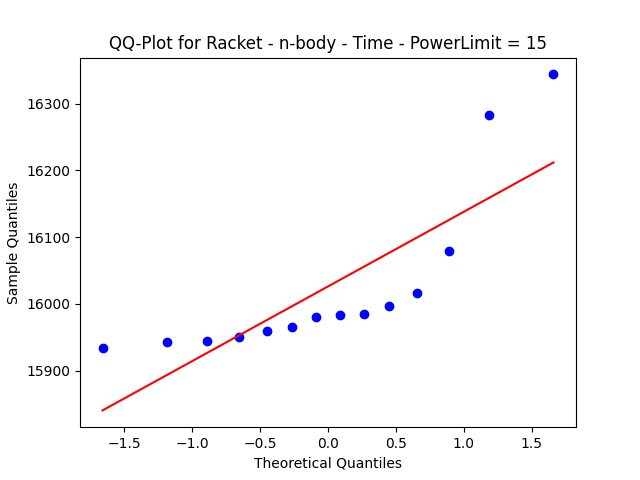 QQ-Plot for Racket - n-body - Time - PowerLimit = 15
16300
16200
16100
16000
15900
Sample Quantiles
−1.5 −1.0 −0.5 0.0 0.5 1.0 1.5
Theoretical Quantiles